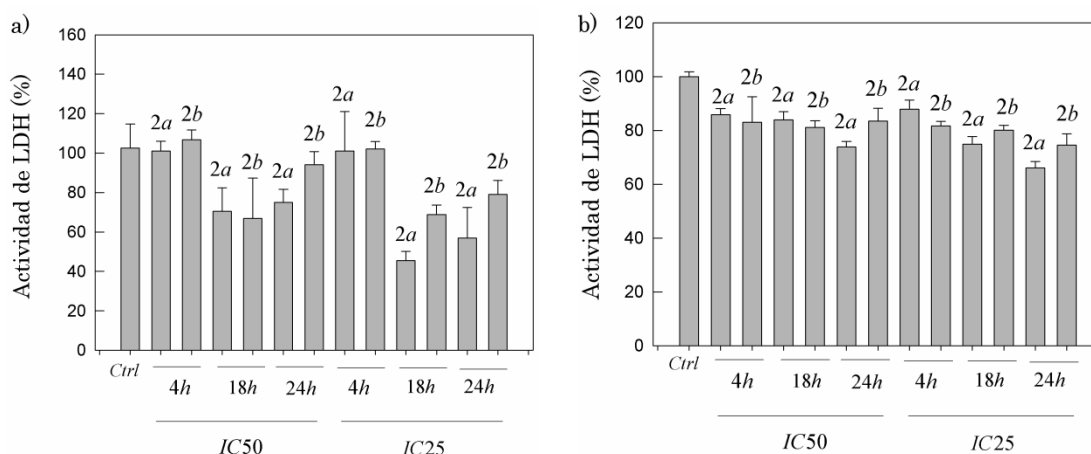 a)
Actividad de LDH (%)
160
140
120
100
80
60
40
20
0
2a 2b 2a 2b 2a 2b 2a 2b 2a 2b 2a 2b
Ctrl
4h 18h 24h 4h 18h 24h
IC50 IC25
b)
Actividad de LDH (%)
120
100
80
60
40
20
0
2a 2b 2a 2b 2a 2b 2a 2b 2a 2b 2a 2b
Ctrl
4h 18h 24h 4h 18h 24h
IC50 IC25